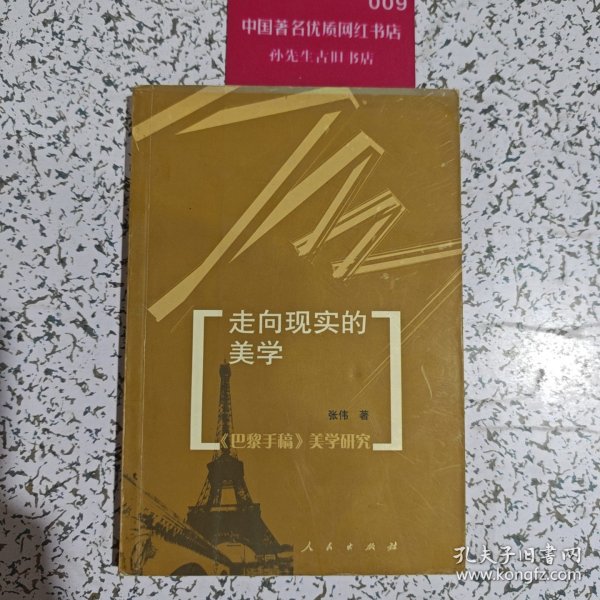 009
中国著名优质网红书店
孙先生古旧书店
走向现实的
美学
张伟 著
《巴黎手稿》美学研究
人民出版社
孔夫子旧书网
www.kongfz.com